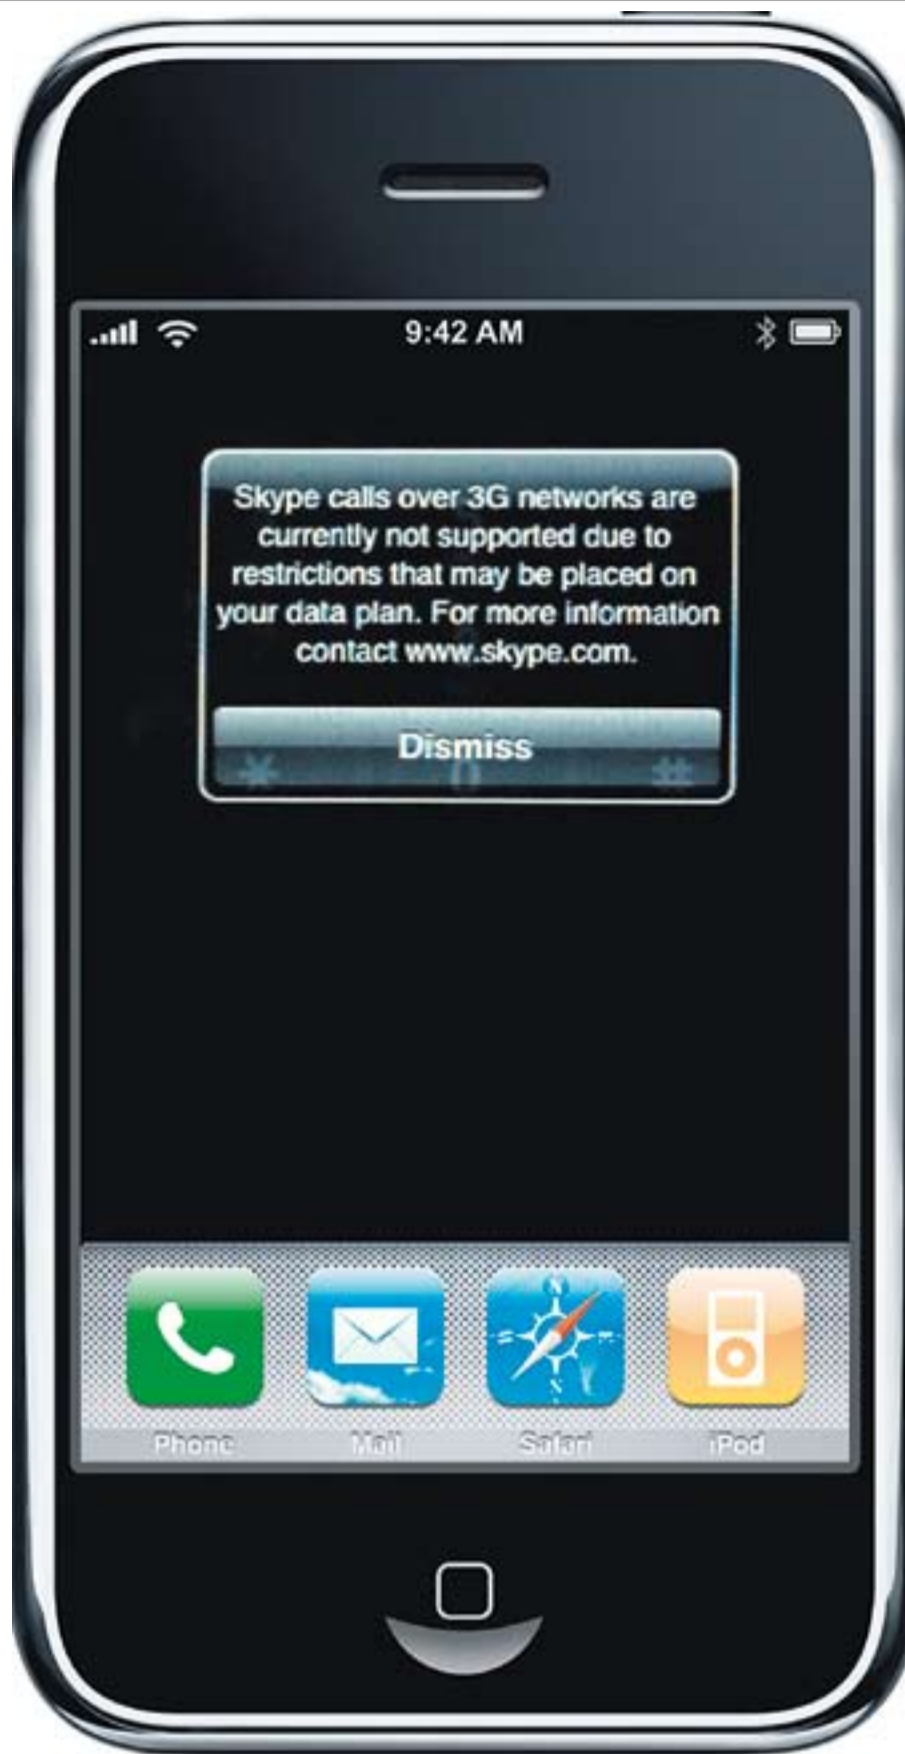 9:42 AM
Skype calls over 3G networks are
currently not supported due to
restrictions that may be placed on
your data plan. For more information
contact www.skype.com.
Dismiss
* 0 #
Phone Mail Safari iPod